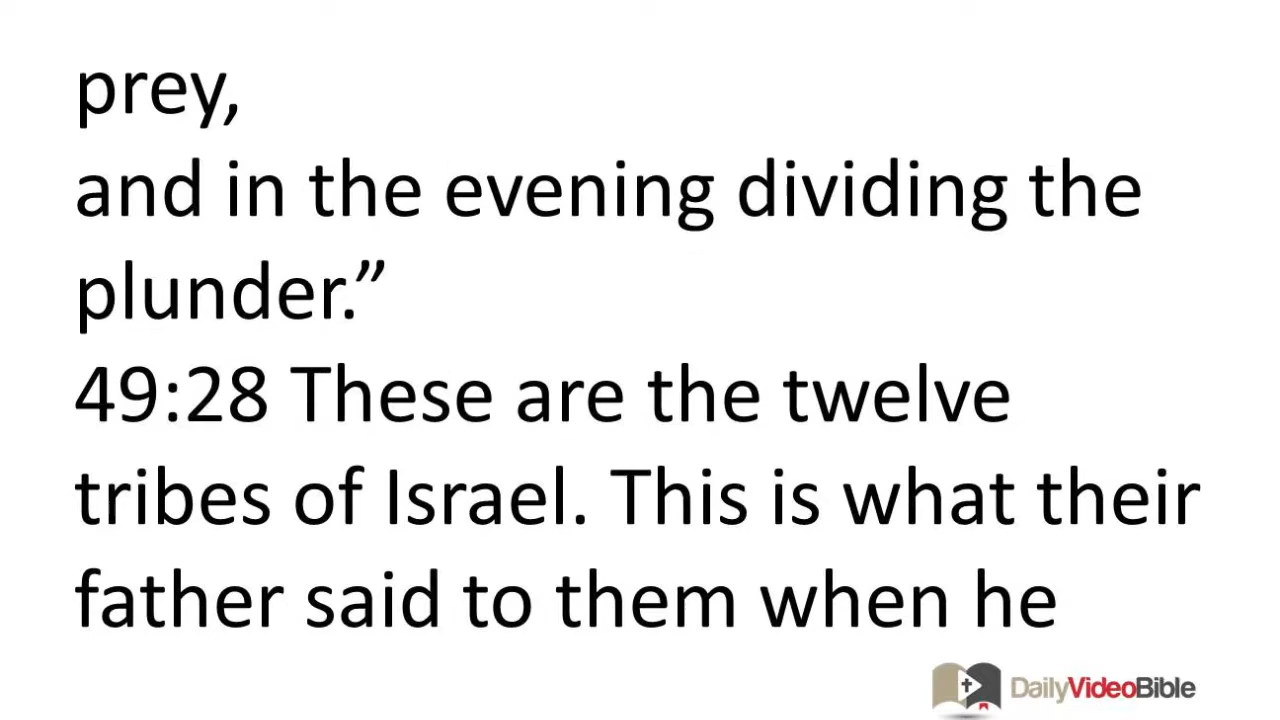 prey,
and in the evening dividing the
plunder.”
49:28 These are the twelve
tribes of Israel. This is what their
father said to them when he
DailyVideoBible